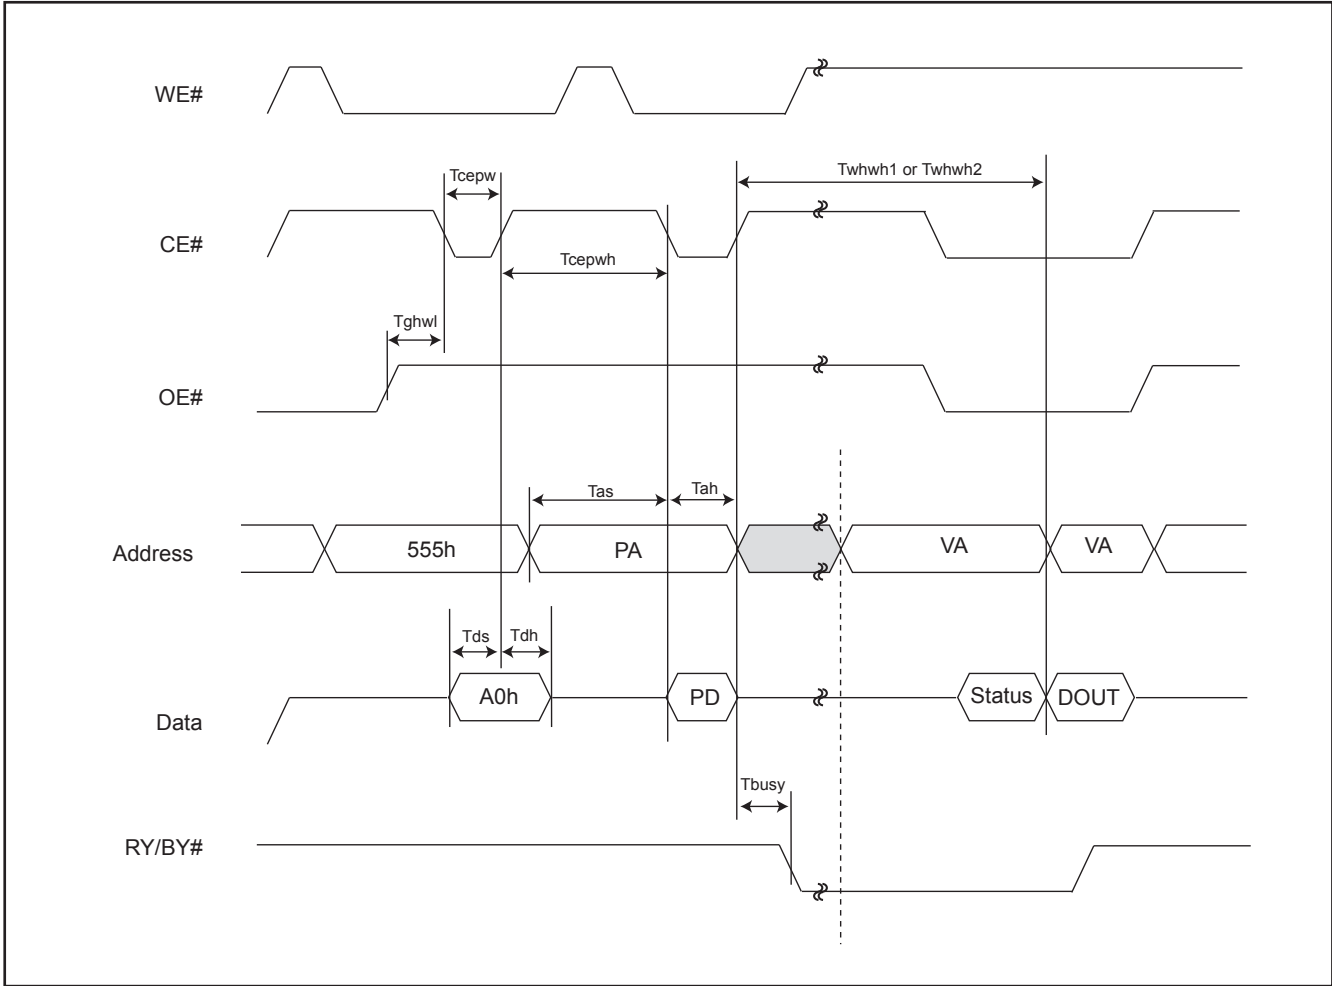 WE#
Twhwh1 or Twhwh2
Tcepw
CE#
Tcepwh
Tghwl
OE#
Tas
Tah
Address
555h
PA
VA
VA
Tds
Tdh
Data
A0h
PD
Status
DOUT
Tbusy
RY/BY#